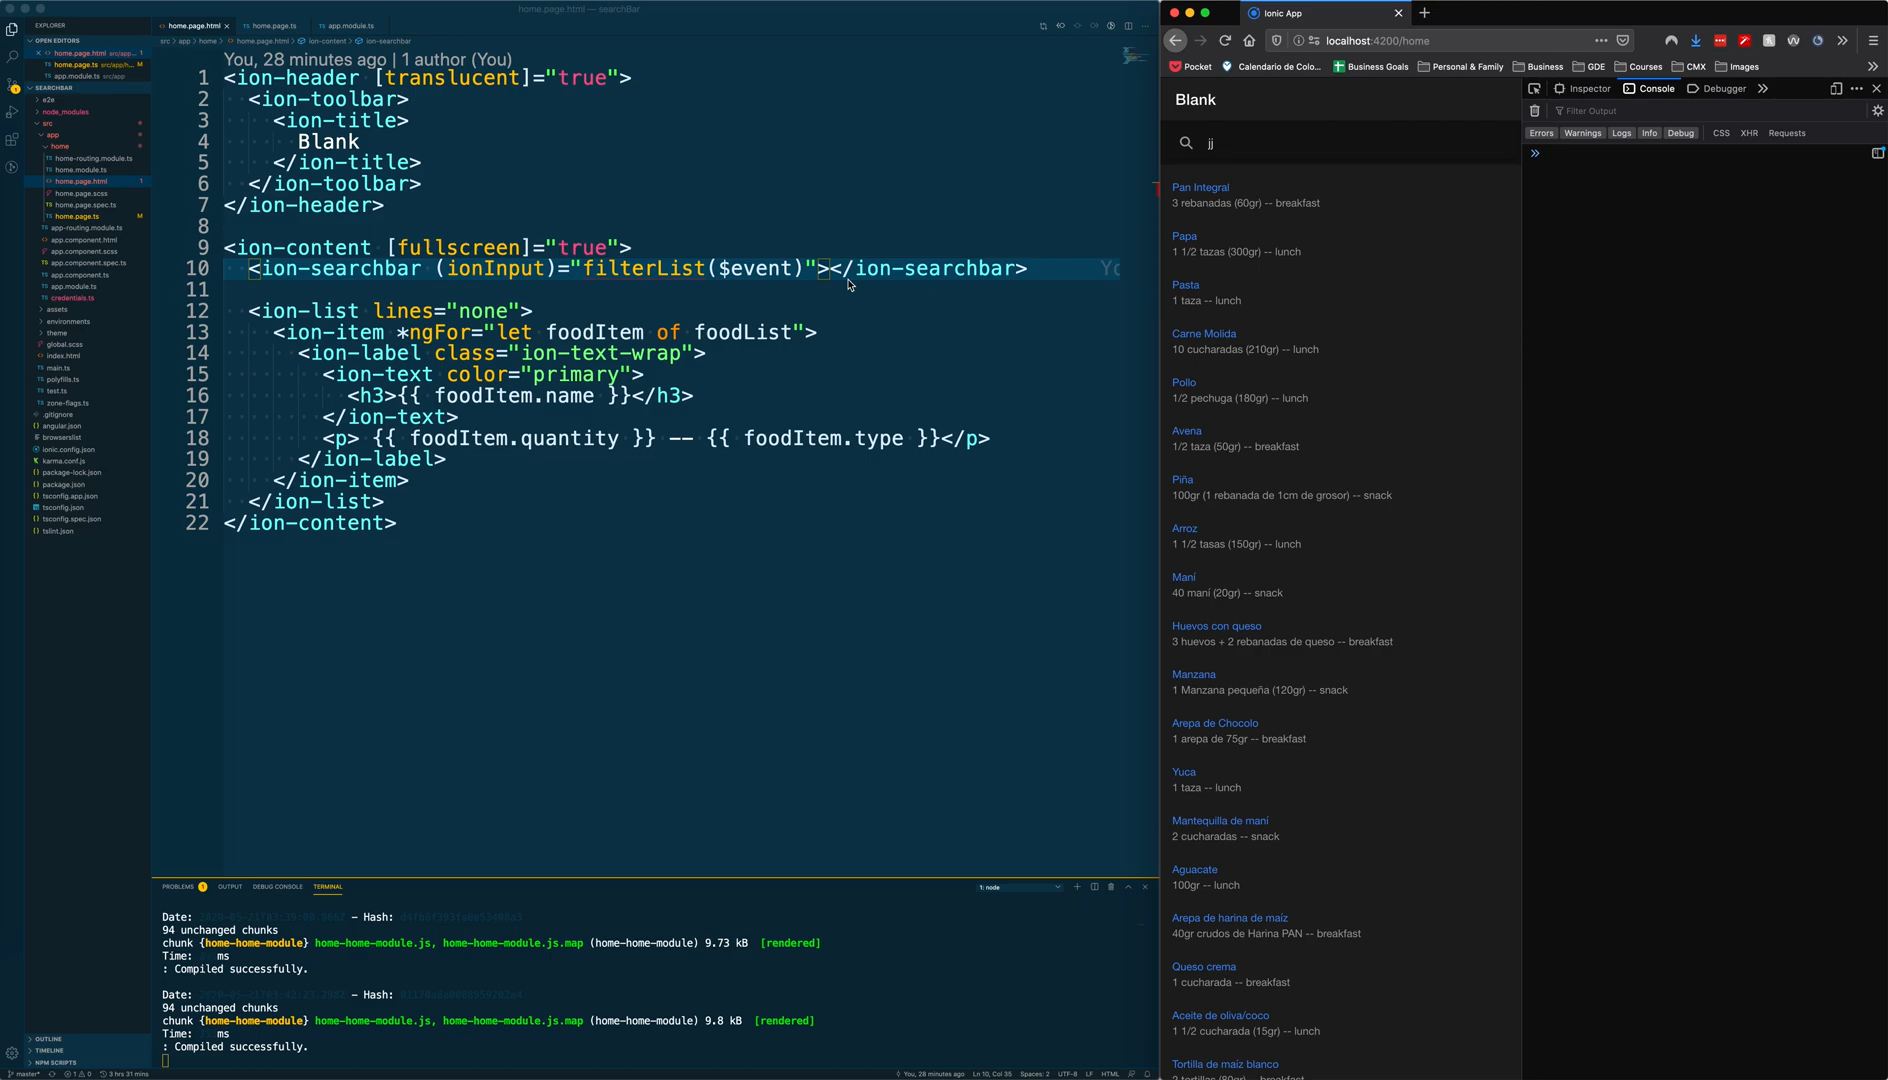 home.page.html — searchBar
EXPLORER
OPEN EDITORS
home.page.html src/app... 1
home.page.ts src/app/h... M
app.module.ts src/app
SEARCHBAR
e2e
node_modules
src
app
home
home-routing.module.ts
home.module.ts
home.page.html 1
home.page.scss
home.page.spec.ts
home.page.ts M
app-routing.module.ts
app.component.html
app.component.scss
app.component.spec.ts
app.component.ts
app.module.ts
credentials.ts
assets
environments
theme
global.scss
index.html
main.ts
polyfills.ts
test.ts
zone-flags.ts
.gitignore
angular.json
browserslist
ionic.config.json
karma.conf.js
package-lock.json
package.json
tsconfig.app.json
tsconfig.json
tsconfig.spec.json
tslint.json
OUTLINE
TIMELINE
NPM SCRIPTS
home.page.html
home.page.ts
app.module.ts
src > app > home > home.page.html > ion-content > ion-searchbar
You, 28 minutes ago | 1 author (You)
1 <ion-header [translucent]="true">
2 <ion-toolbar>
3 <ion-title>
4 Blank
5 </ion-title>
6 </ion-toolbar>
7 </ion-header>
8
9 <ion-content [fullscreen]="true">
10 <ion-searchbar (ionInput)="filterList($event)"></ion-searchbar>
11
12 <ion-list lines="none">
13 <ion-item *ngFor="let foodItem of foodList">
14 <ion-label class="ion-text-wrap">
15 <ion-text color="primary">
16 <h3>{{ foodItem.name }}</h3>
17 </ion-text>
18 <p> {{ foodItem.quantity }} -- {{ foodItem.type }}</p>
19 </ion-label>
20 </ion-item>
21 </ion-list>
22 </ion-content>
PROBLEMS 1 OUTPUT DEBUG CONSOLE TERMINAL
1: node
Date: - Hash:
94 unchanged chunks
chunk {home-home-module} home-home-module.js, home-home-module.js.map (home-home-module) 9.73 kB [rendered]
Time: ms
: Compiled successfully.
Date: - Hash:
94 unchanged chunks
chunk {home-home-module} home-home-module.js, home-home-module.js.map (home-home-module) 9.8 kB [rendered]
Time: ms
: Compiled successfully.
master* 1 0 3 hrs 31 mins
You, 28 minutes ago Ln 10, Col 35 Spaces: 2 UTF-8 LF HTML
Ionic App
localhost:4200/home
Pocket Calendario de Colo... Business Goals Personal & Family Business GDE Courses CMX Images
Blank
jj
Pan Integral
3 rebanadas (60gr) -- breakfast
Papa
1 1/2 tazas (300gr) -- lunch
Pasta
1 taza -- lunch
Carne Molida
10 cucharadas (210gr) -- lunch
Pollo
1/2 pechuga (180gr) -- lunch
Avena
1/2 taza (50gr) -- breakfast
Piña
100gr (1 rebanada de 1cm de grosor) -- snack
Arroz
1 1/2 tasas (150gr) -- lunch
Maní
40 maní (20gr) -- snack
Huevos con queso
3 huevos + 2 rebanadas de queso -- breakfast
Manzana
1 Manzana pequeña (120gr) -- snack
Arepa de Chocolo
1 arepa de 75gr -- breakfast
Yuca
1 taza -- lunch
Mantequilla de maní
2 cucharadas -- snack
Aguacate
100gr -- lunch
Arepa de harina de maíz
40gr crudos de Harina PAN -- breakfast
Queso crema
1 cucharada -- breakfast
Aceite de oliva/coco
1 1/2 cucharada (15gr) -- lunch
Tortilla de maíz blanco
2 tortillas (80gr) -- breakfast
Inspector Console Debugger
Filter Output
Errors Warnings Logs Info Debug CSS XHR Requests